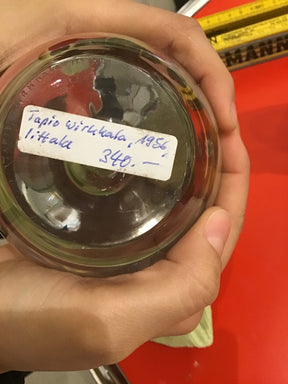 Tapio Wirkkala, 1956,
Iittala
340.—